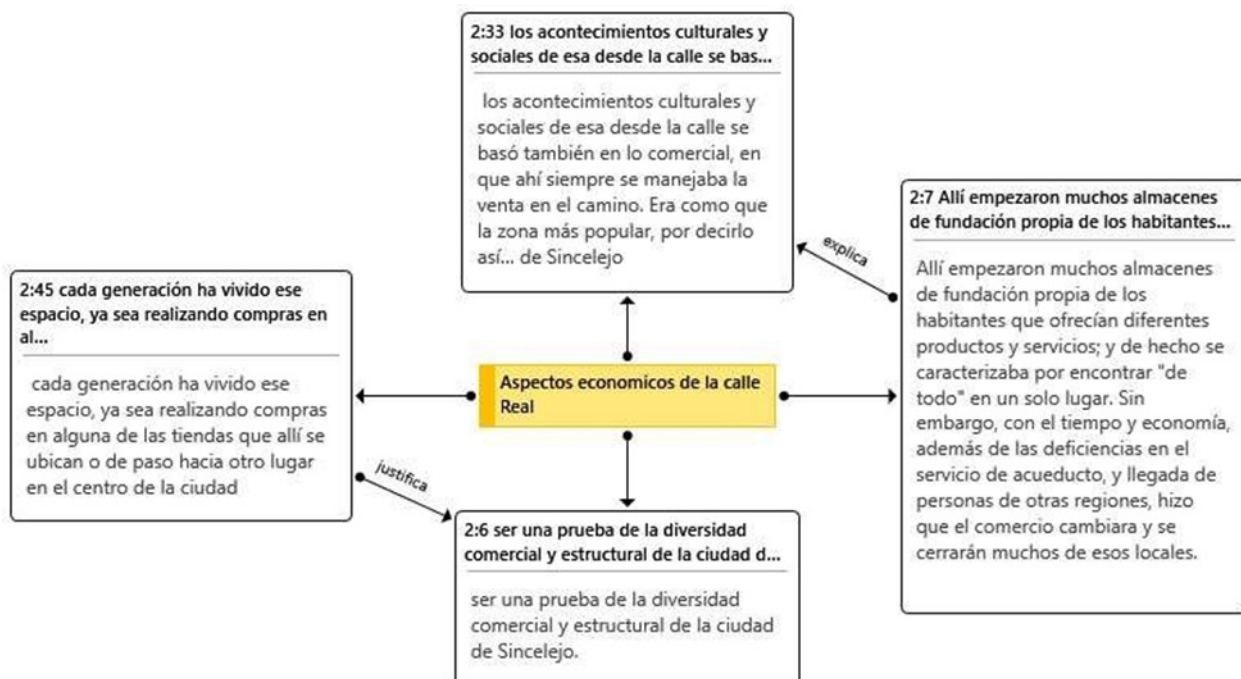 2:33 los acontecimientos culturales y
sociales de esa desde la calle se bas...
los acontecimientos culturales y
sociales de esa desde la calle se
basó también en lo comercial, en
que ahí siempre se manejaba la
venta en el camino. Era como que
la zona más popular, por decirlo
así... de Sincelejo
2:7 Allí empezaron muchos almacenes
de fundación propia de los habitantes...
Allí empezaron muchos almacenes
de fundación propia de los
habitantes que ofrecían diferentes
productos y servicios; y de hecho se
caracterizaba por encontrar "de
todo" en un solo lugar. Sin
embargo, con el tiempo y economía,
además de las deficiencias en el
servicio de acueducto, y llegada de
personas de otras regiones, hizo
que el comercio cambiara y se
cerrarán muchos de esos locales.
explica
2:45 cada generación ha vivido ese
espacio, ya sea realizando compras en
al...
cada generación ha vivido ese
espacio, ya sea realizando compras
en alguna de las tiendas que allí se
ubican o de paso hacia otro lugar
en el centro de la ciudad
Aspectos economicos de la calle
Real
justifica
2:6 ser una prueba de la diversidad
comercial y estructural de la ciudad d...
ser una prueba de la diversidad
comercial y estructural de la ciudad
de Sincelejo.